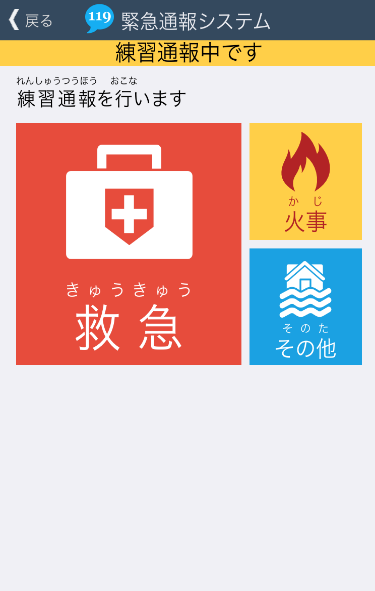 戻る
119
緊急通報システム
練習通報中です
れんしゅうつうほう おこな
練習通報を行います
きゅうきゅう
救急
かじ
火事
そのた
その他